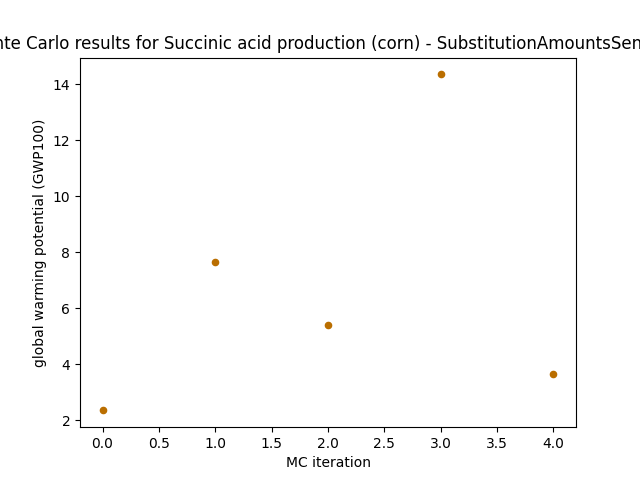 nte Carlo results for Succinic acid production (corn) - SubstitutionAmountsSen
14
12
10
8
6
4
2
global warming potential (GWP100)
0.0 0.5 1.0 1.5 2.0 2.5 3.0 3.5 4.0
MC iteration